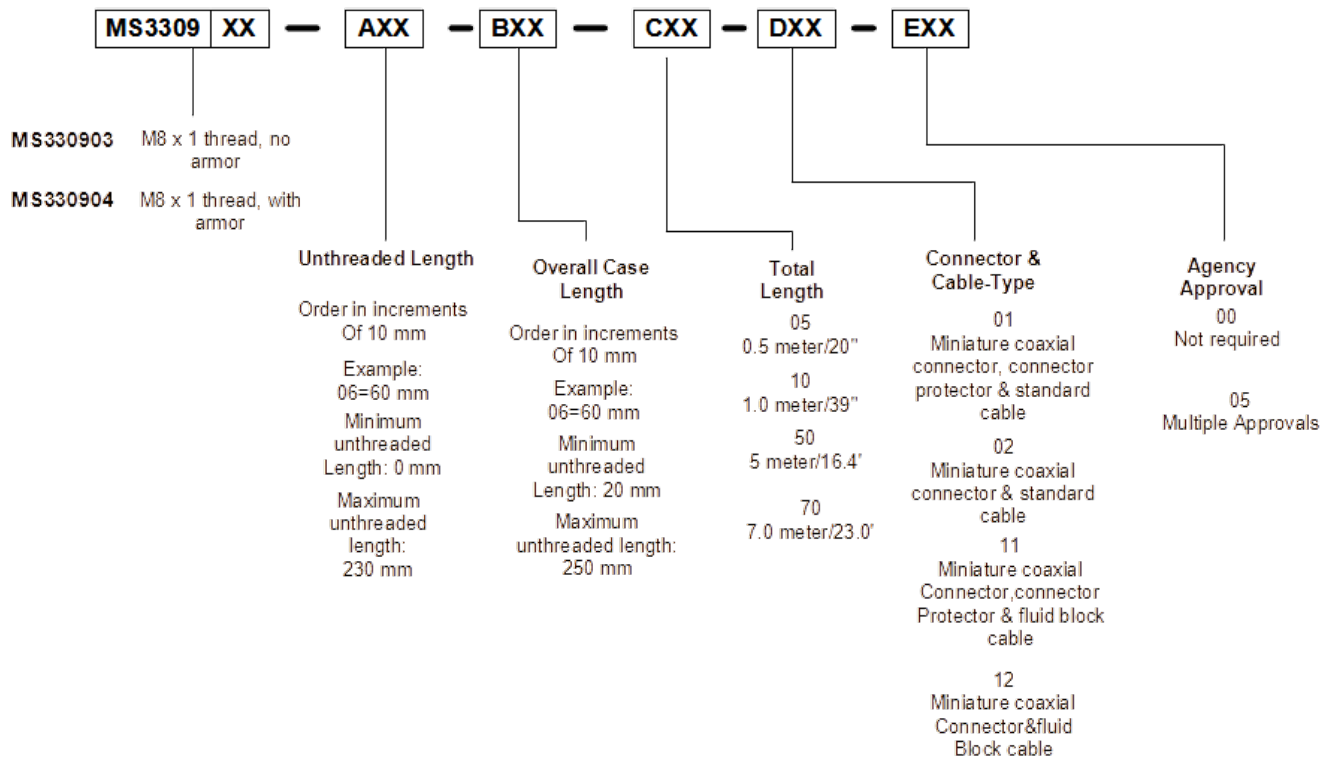 MS3309 XX — AXX — BXX — CXX — DXX — EXX
MS330903 M8 x 1 thread, no
armor
MS330904 M8 x 1 thread, with
armor
Unthreaded Length
Order in increments
Of 10 mm
Example:
06=60 mm
Minimum
unthreaded
Length: 0 mm
Maximum
unthreaded
length:
230 mm
Overall Case
Length
Order in increments
Of 10 mm
Example:
06=60 mm
Minimum
unthreaded
Length: 20 mm
Maximum
unthreaded length:
250 mm
Total
Length
05
0.5 meter/20"
10
1.0 meter/39"
50
5 meter/16.4'
70
7.0 meter/23.0'
Connector &
Cable-Type
01
Miniature coaxial
connector, connector
protector & standard
cable
02
Miniature coaxial
connector & standard
cable
11
Miniature coaxial
Connector,connector
Protector & fluid block
cable
12
Miniature coaxial
Connector&fluid
Block cable
Agency
Approval
00
Not required
05
Multiple Approvals